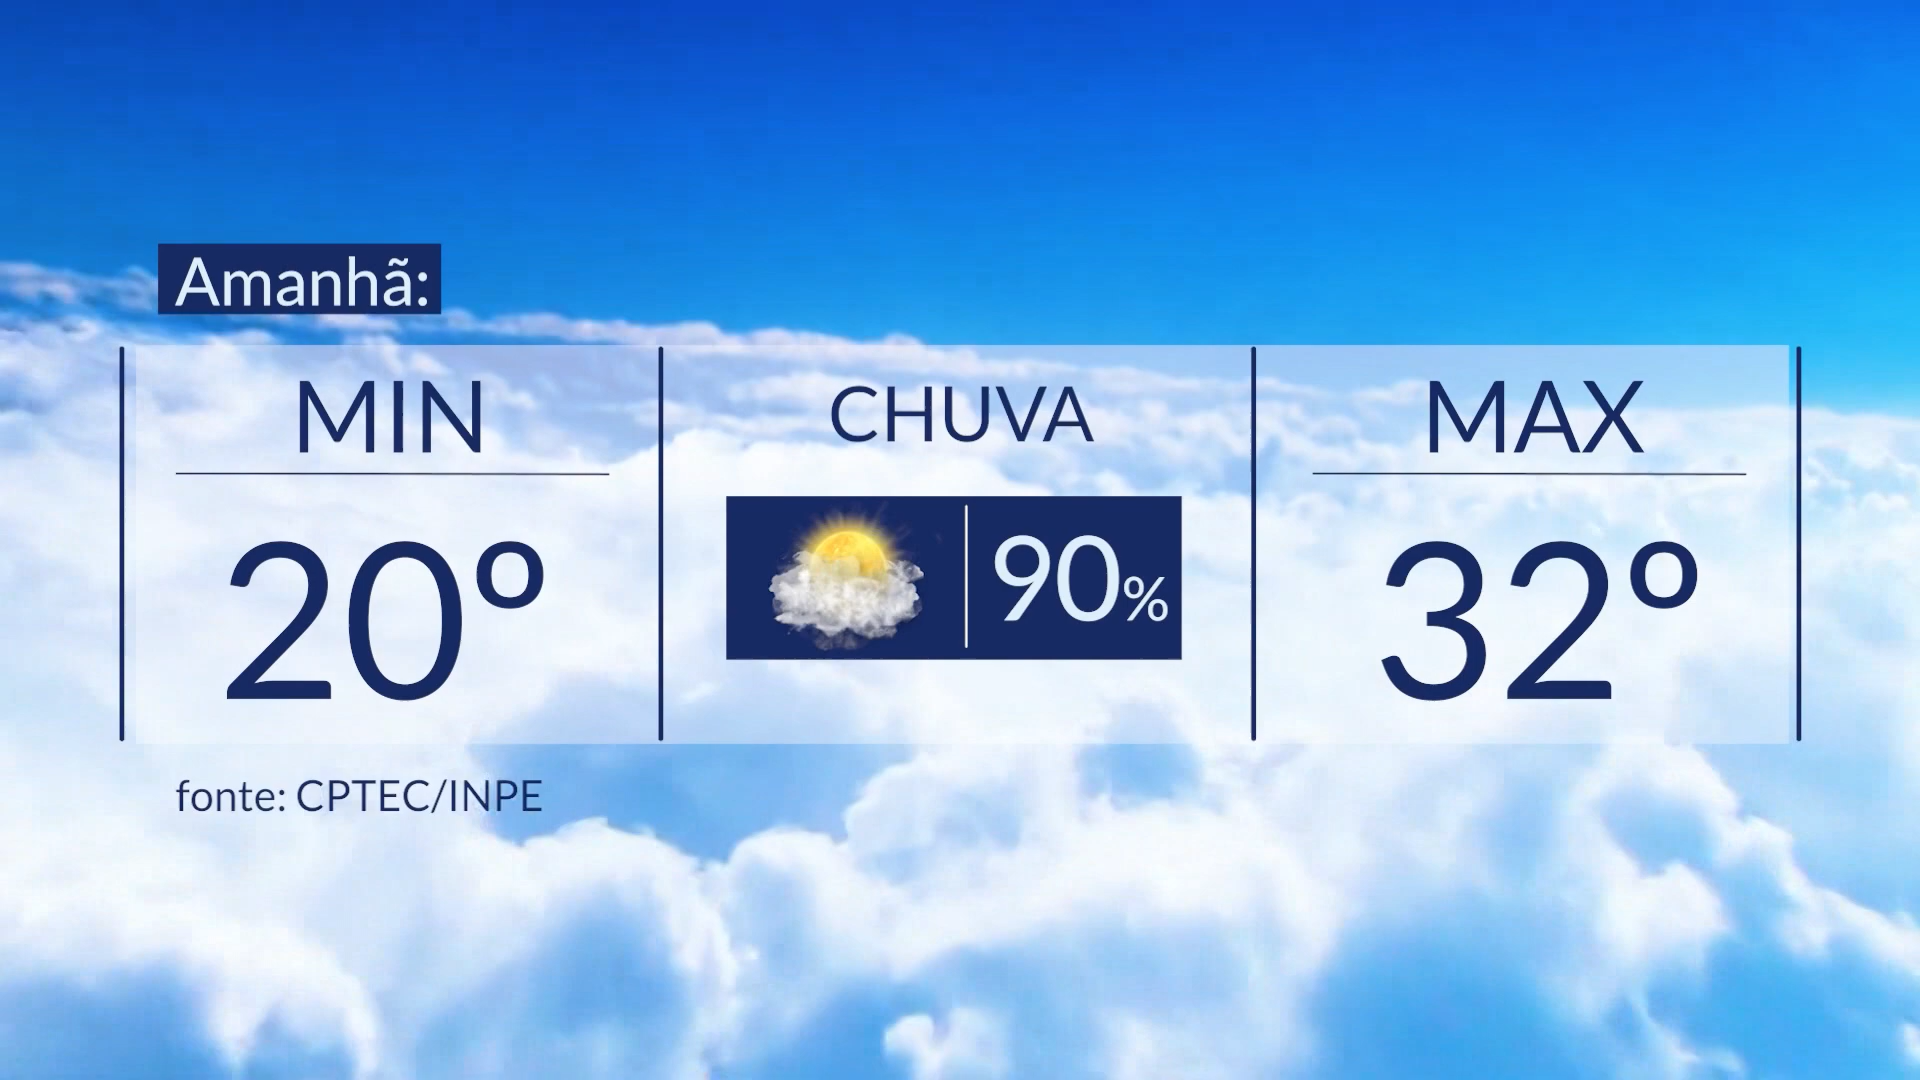 Amanhã:
MIN
20º
CHUVA
90%
MAX
32º
fonte: CPTEC/INPE